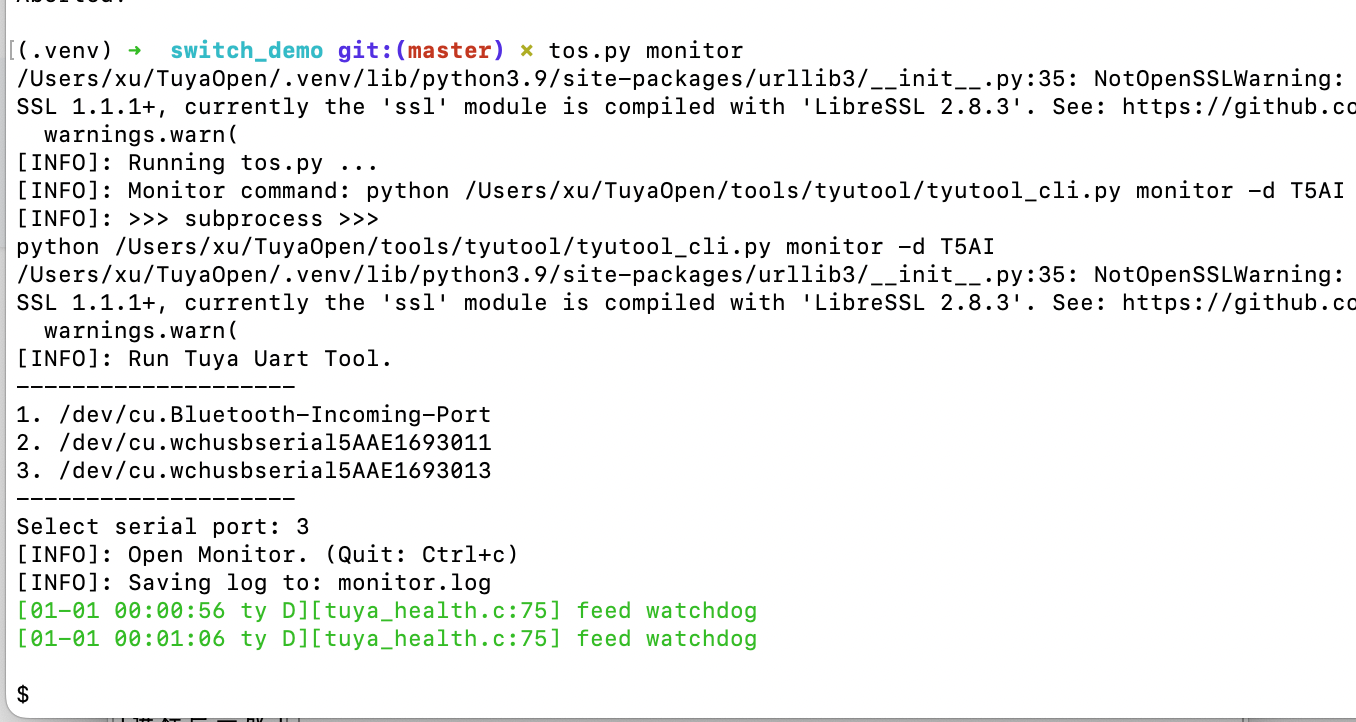 (.venv) ➜ switch_demo git:(master) ✗ tos.py monitor
/Users/xu/TuyaOpen/.venv/lib/python3.9/site-packages/urllib3/__init__.py:35: NotOpenSSLWarning:
SSL 1.1.1+, currently the 'ssl' module is compiled with 'LibreSSL 2.8.3'. See: https://github.co
warnings.warn(
[INFO]: Running tos.py ...
[INFO]: Monitor command: python /Users/xu/TuyaOpen/tools/tyutool/tyutool_cli.py monitor -d T5AI
[INFO]: >>> subprocess >>>
python /Users/xu/TuyaOpen/tools/tyutool/tyutool_cli.py monitor -d T5AI
/Users/xu/TuyaOpen/.venv/lib/python3.9/site-packages/urllib3/__init__.py:35: NotOpenSSLWarning:
SSL 1.1.1+, currently the 'ssl' module is compiled with 'LibreSSL 2.8.3'. See: https://github.co
warnings.warn(
[INFO]: Run Tuya Uart Tool.
--------------------
1. /dev/cu.Bluetooth-Incoming-Port
2. /dev/cu.wchusbserial5AAE1693011
3. /dev/cu.wchusbserial5AAE1693013
--------------------
Select serial port: 3
[INFO]: Open Monitor. (Quit: Ctrl+c)
[INFO]: Saving log to: monitor.log
[01-01 00:00:56 ty D][tuya_health.c:75] feed watchdog
[01-01 00:01:06 ty D][tuya_health.c:75] feed watchdog
$